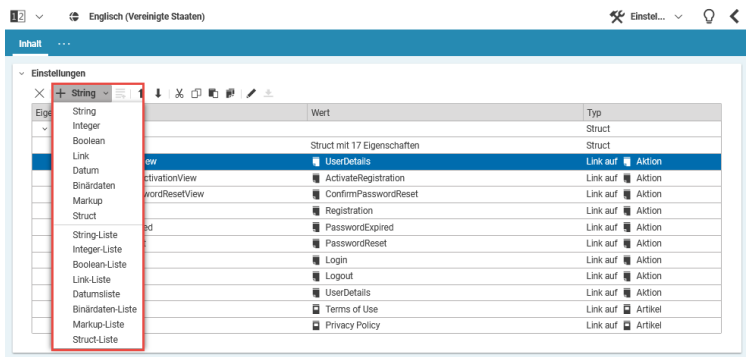 12 Englisch (Vereinigte Staaten) Einstel...
Inhalt ...
Einstellungen
String
Eige Wert Typ
String
Struct
Integer
Boolean
Struct mit 17 Eigenschaften Struct
Link
ew UserDetails Link auf Aktion
Datum
ctivationView ActivateRegistration Link auf Aktion
Binärdaten
wordResetView ConfirmPasswordReset Link auf Aktion
Markup
Registration Link auf Aktion
Struct
ed PasswordExpired Link auf Aktion
String-Liste
t PasswordReset Link auf Aktion
Integer-Liste
Login Link auf Aktion
Boolean-Liste
Logout Link auf Aktion
Link-Liste
UserDetails Link auf Aktion
Datumsliste
Terms of Use Link auf Artikel
Binärdaten-Liste
Privacy Policy Link auf Artikel
Markup-Liste
Struct-Liste